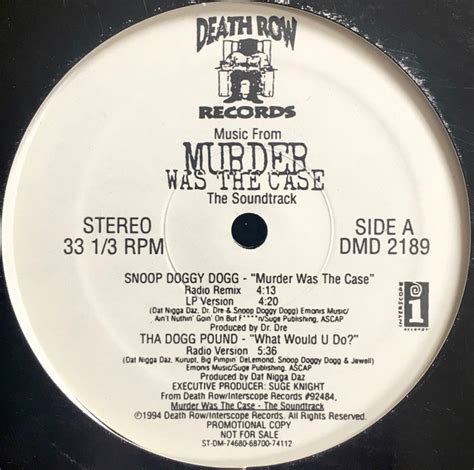 DEATH ROW
RECORDS
Music From
MURDER
WAS THE CASE
The Soundtrack
STEREO
33 1/3 RPM
SIDE A
DMD 2189
INTERSCOPE
RECORDS
SNOOP DOGGY DOGG - "Murder Was The Case"
Radio Remix 4:13
LP Version 4:20
(Dat Nigga Daz, Dr. Dre & Snoop Doggy Dogg) Emoni's Music/
Ain't Nuthin' Goin' On But F****in/Suge Publishing, ASCAP
Produced by Dr. Dre
THA DOGG POUND - "What Would U Do?"
Radio Version 5:36
(Dat Nigga Daz, Kurupt, Big Pimpin' DeLemond, Snoop Doggy Dogg & Jewell)
Emoni's Music/Suge Publishing, ASCAP
Produced by Dat Nigga Daz
EXECUTIVE PRODUCER: SUGE KNIGHT
From Death Row/Interscope Records #92484,
Murder Was The Case - The Soundtrack
©1994 Death Row/Interscope Records. All Rights Reserved.
PROMOTIONAL COPY
NOT FOR SALE
ST-DM-74680-68700-74112